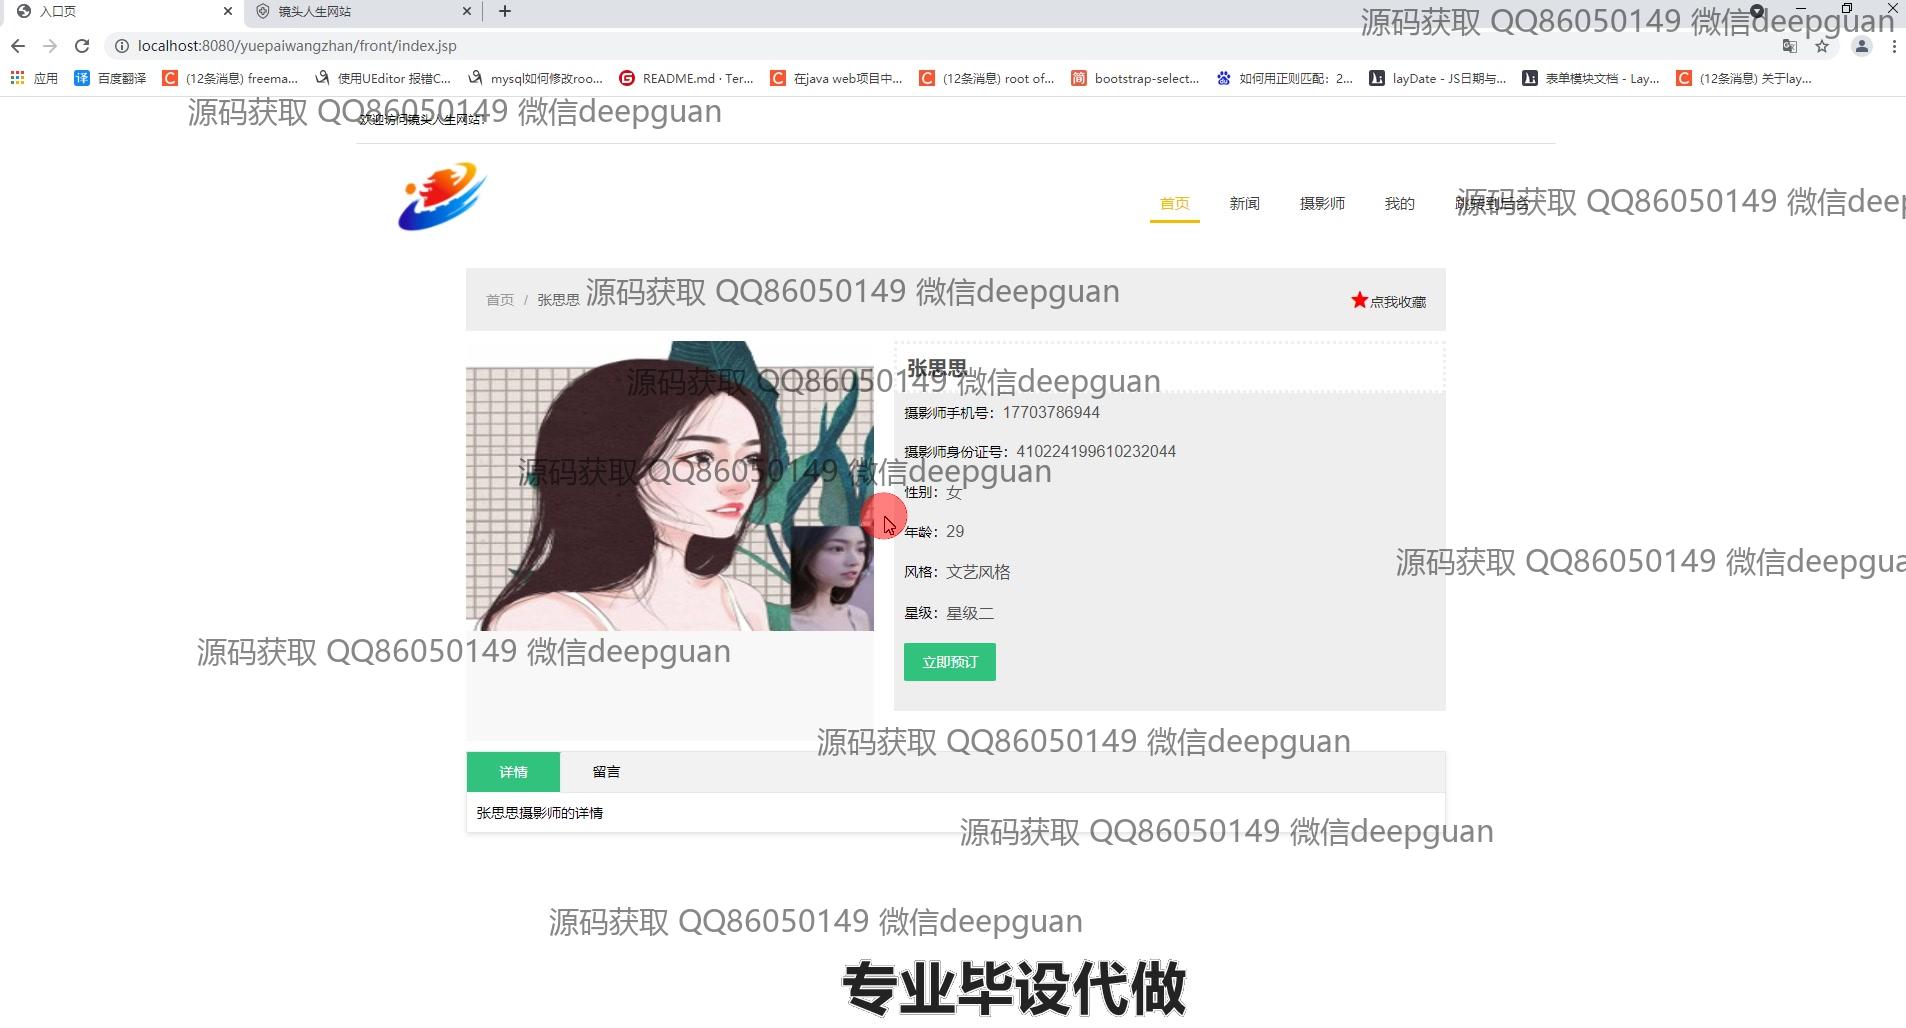 入口页
镜头人生网站
localhost:8080/yuepaiwangzhan/front/index.jsp
应用
百度翻译
(12条消息) freema...
使用UEditor 报错C...
mysql如何修改roo...
README.md · Ter...
在java web项目中...
(12条消息) root of...
bootstrap-select...
如何用正则匹配：2...
layDate - JS日期与...
表单模块文档 - Lay...
(12条消息) 关于lay...
源码获取 QQ86050149 微信deepguan
源码获取 QQ86050149 微信deepguan
欢迎访问镜头人生网站！
首页
新闻
摄影师
我的
跳转到后台
源码获取 QQ86050149 微信deep
首页 / 张思思
源码获取 QQ86050149 微信deepguan
点我收藏
张思思
源码获取 QQ86050149 微信deepguan
摄影师手机号：17703786944
摄影师身份证号：410224199610232044
源码获取 QQ86050149 微信deepguan
性别：女
年龄：29
源码获取 QQ86050149 微信deepgua
风格：文艺风格
星级：星级二
源码获取 QQ86050149 微信deepguan
立即预订
源码获取 QQ86050149 微信deepguan
详情
留言
张思思摄影师的详情
源码获取 QQ86050149 微信deepguan
源码获取 QQ86050149 微信deepguan
专业毕设代做